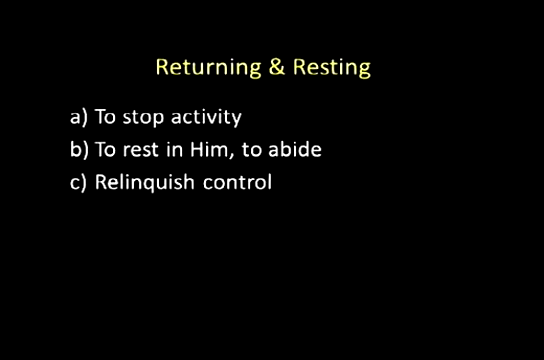 Returning & Resting
a) To stop activity
b) To rest in Him, to abide
c) Relinquish control